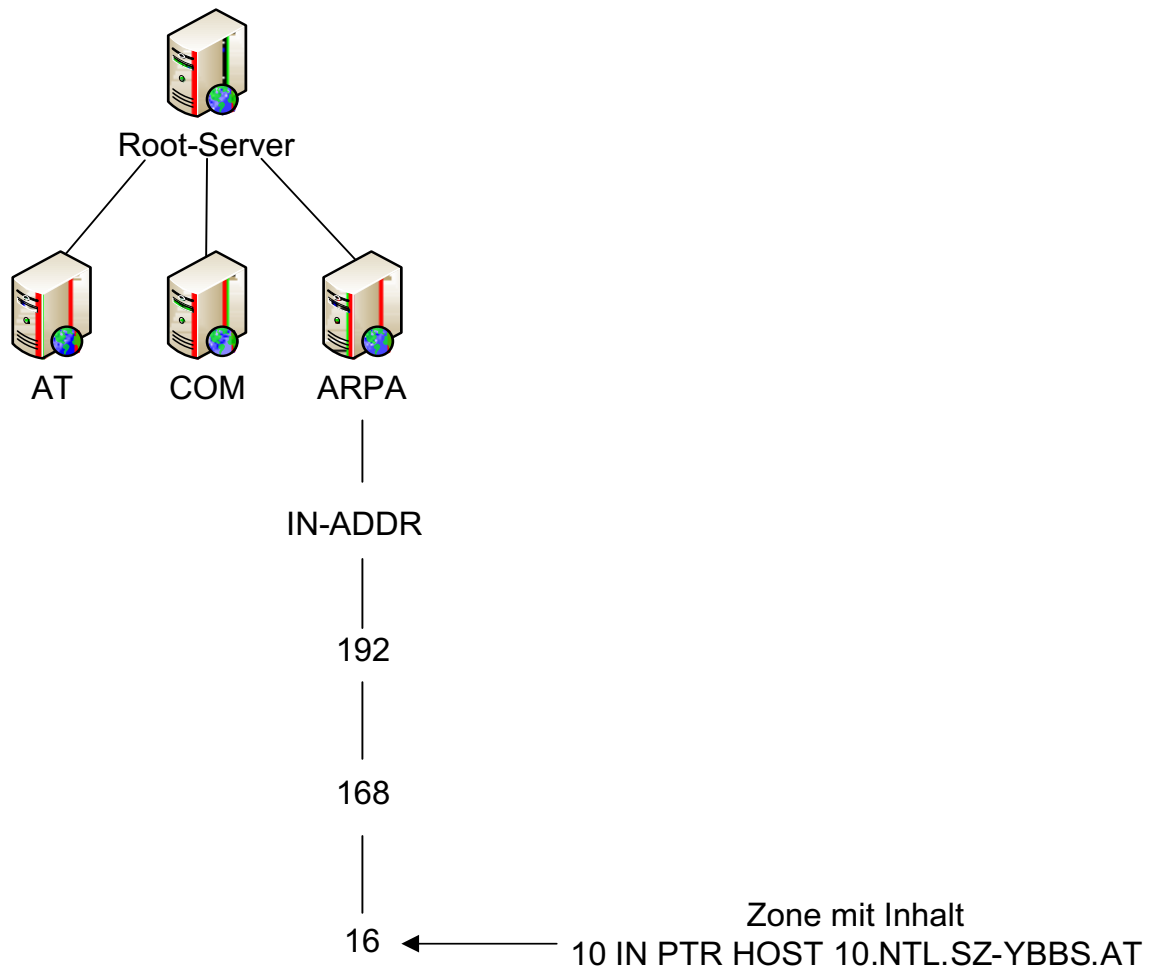 Root-Server
AT
COM
ARPA
IN-ADDR
192
168
16
Zone mit Inhalt
10 IN PTR HOST 10.NTL.SZ-YBBS.AT